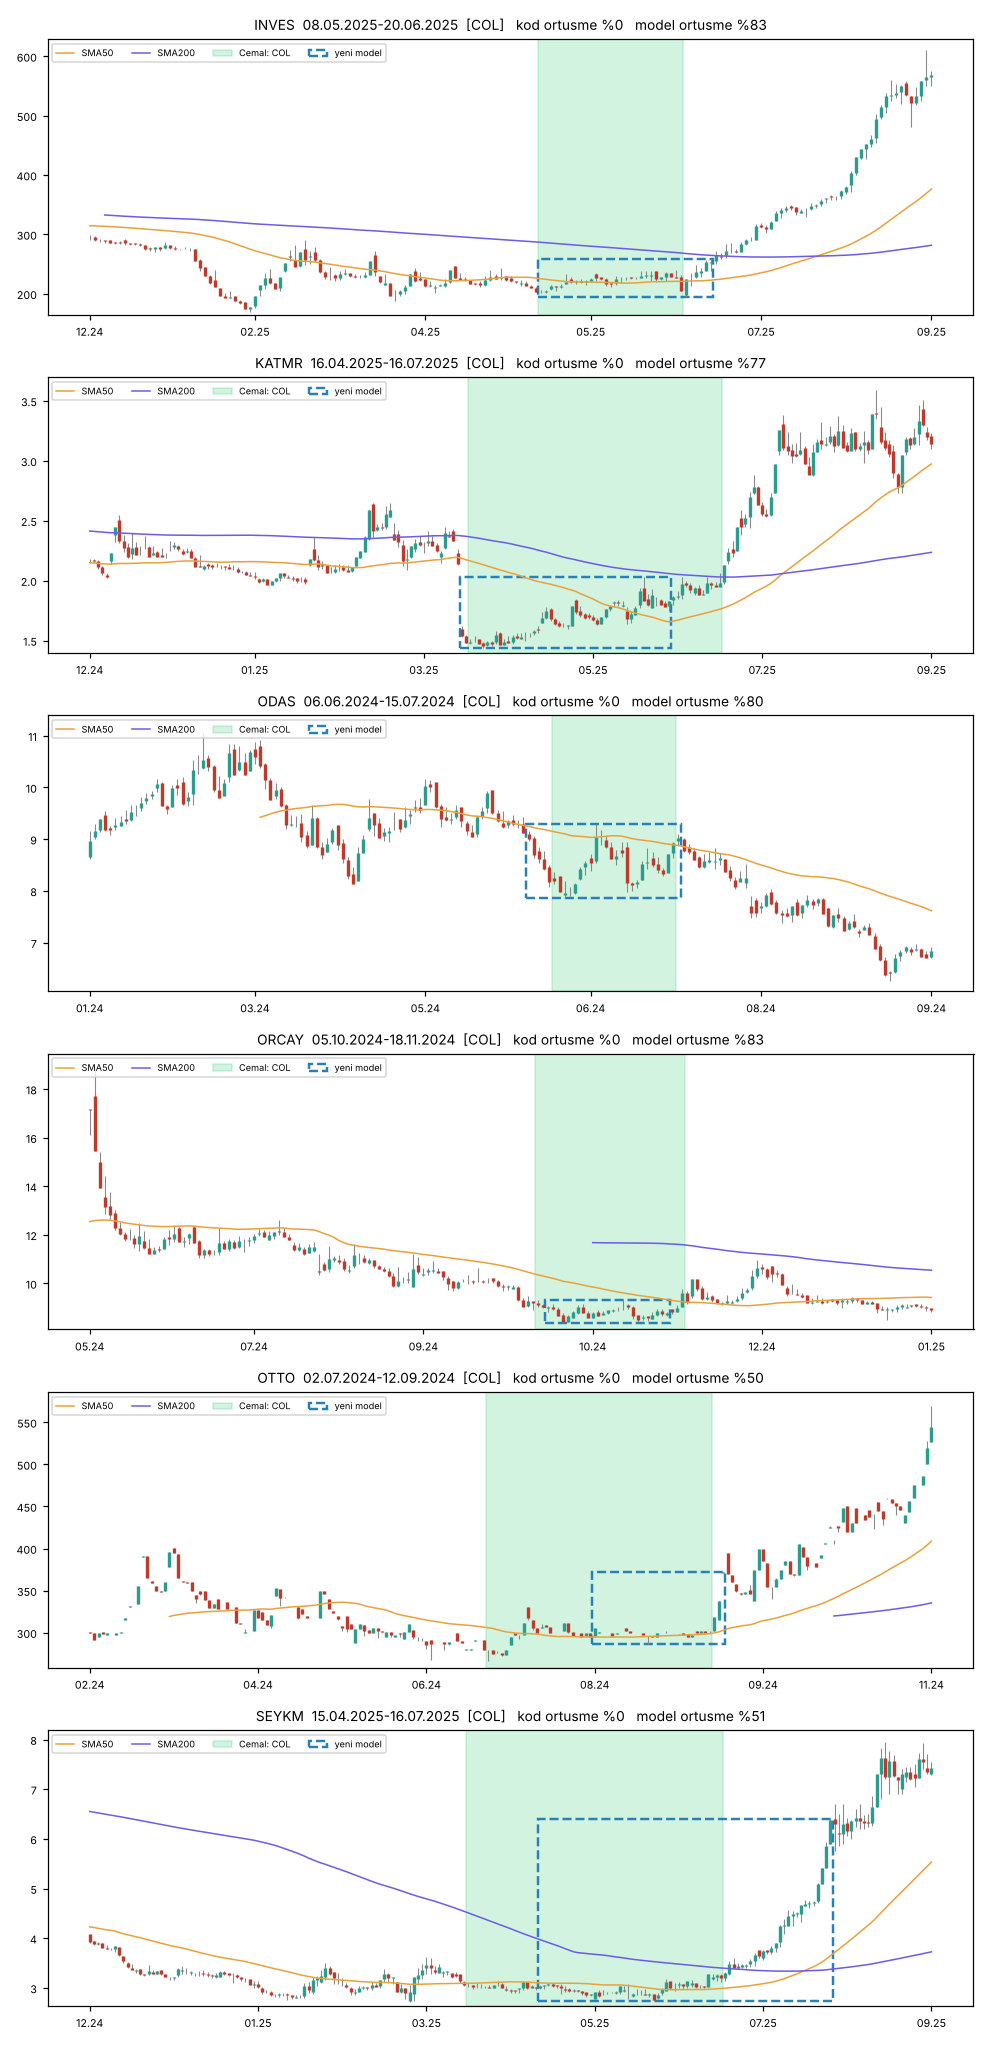 INVES 08.05.2025-20.06.2025 [COL] kod ortusme %0 model ortusme %83
SMA50 SMA200 Cemal: COL yeni model
600
500
400
300
200
12.24 02.25 04.25 05.25 07.25 09.25
KATMR 16.04.2025-16.07.2025 [COL] kod ortusme %0 model ortusme %77
SMA50 SMA200 Cemal: COL yeni model
3.5
3.0
2.5
2.0
1.5
12.24 01.25 03.25 05.25 07.25 09.25
ODAS 06.06.2024-15.07.2024 [COL] kod ortusme %0 model ortusme %80
SMA50 SMA200 Cemal: COL yeni model
11
10
9
8
7
01.24 03.24 05.24 06.24 08.24 09.24
ORCAY 05.10.2024-18.11.2024 [COL] kod ortusme %0 model ortusme %83
SMA50 SMA200 Cemal: COL yeni model
18
16
14
12
10
05.24 07.24 09.24 10.24 12.24 01.25
OTTO 02.07.2024-12.09.2024 [COL] kod ortusme %0 model ortusme %50
SMA50 SMA200 Cemal: COL yeni model
550
500
450
400
350
300
02.24 04.24 06.24 08.24 09.24 11.24
SEYKM 15.04.2025-16.07.2025 [COL] kod ortusme %0 model ortusme %51
SMA50 SMA200 Cemal: COL yeni model
8
7
6
5
4
3
12.24 01.25 03.25 05.25 07.25 09.25